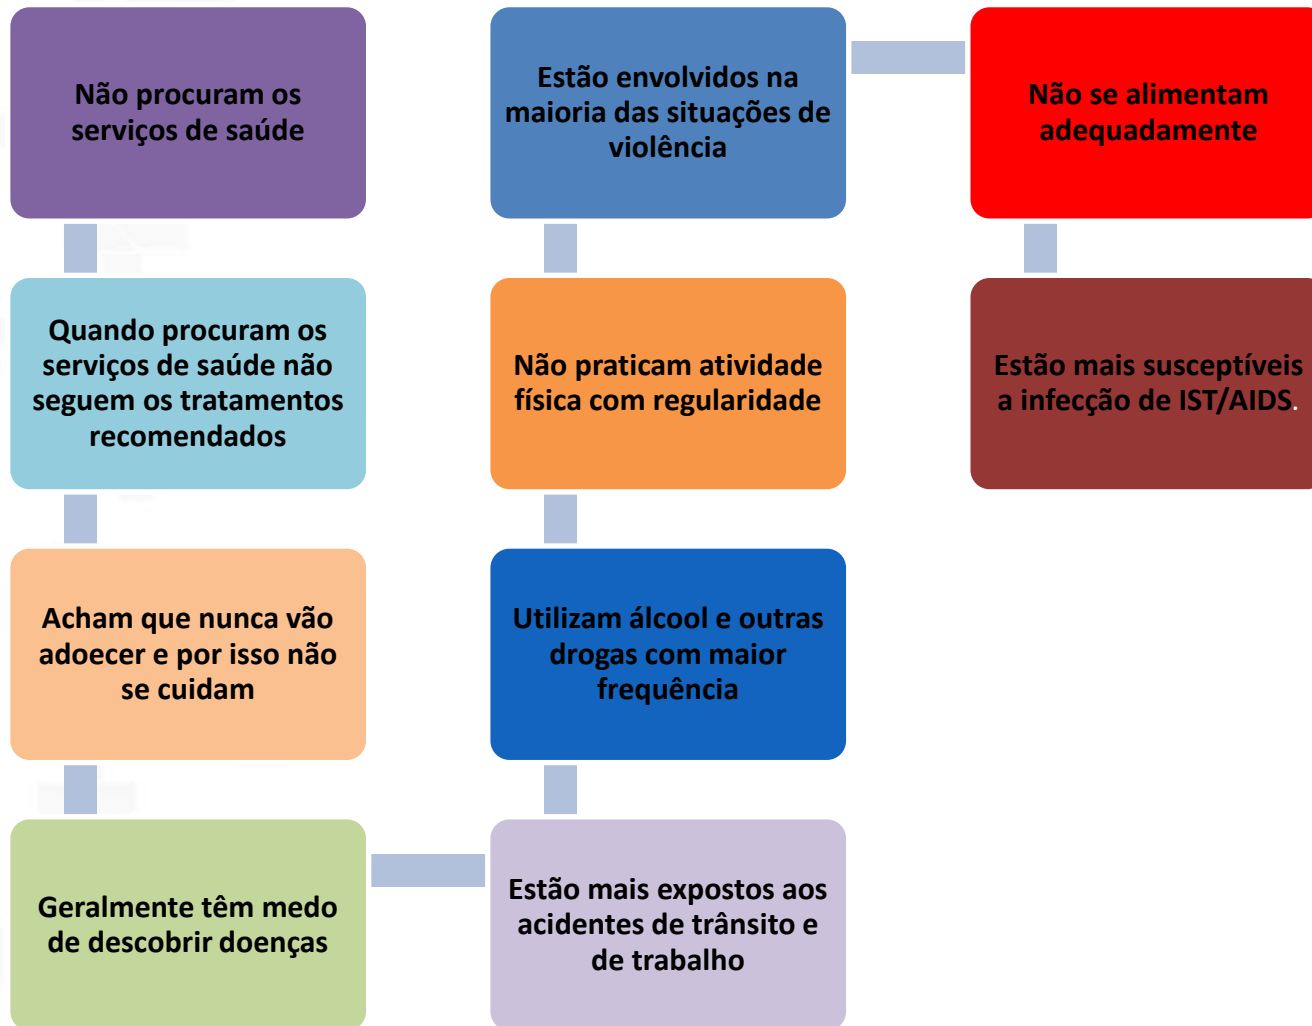 Não procuram os
serviços de saúde
Quando procuram os
serviços de saúde não
seguem os tratamentos
recomendados
Acham que nunca vão
adoecer e por isso não
se cuidam
Geralmente têm medo
de descobrir doenças
Estão mais expostos aos
acidentes de trânsito e
de trabalho
Utilizam álcool e outras
drogas com maior
frequência
Não praticam atividade
física com regularidade
Estão envolvidos na
maioria das situações de
violência
Não se alimentam
adequadamente
Estão mais susceptíveis
a infecção de IST/AIDS.